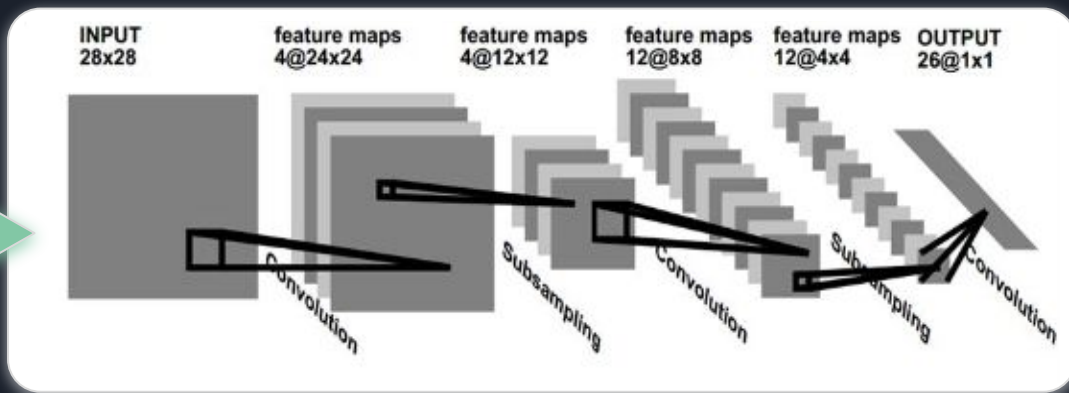 INPUT
28x28
feature maps
4@24x24
feature maps
4@12x12
feature maps
12@8x8
feature maps
12@4x4
OUTPUT
26@1x1
Convolution
Subsampling
Convolution
Subsampling
Convolution